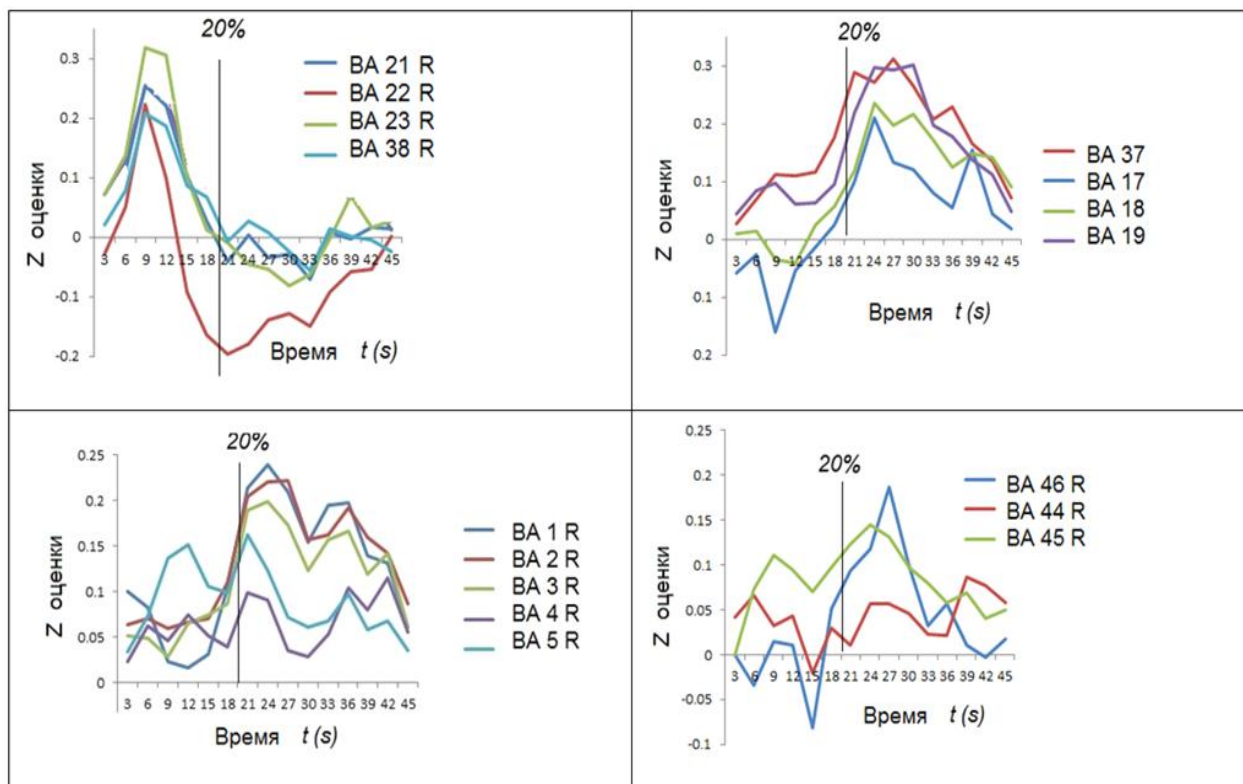 20%
0.3
0.2
0.1
0
-0.1
-0.2
3 6 9 12 15 18 21 24 27 30 33 36 39 42 45
Z оценки
Время t (s)
BA 21 R
BA 22 R
BA 23 R
BA 38 R
20%
0.3
0.2
0.1
0
0.1
0.2
3 6 9 12 15 18 21 24 27 30 33 36 39 42 45
Z оценки
Время t (s)
BA 37
BA 17
BA 18
BA 19
20%
0.25
0.2
0.15
0.1
0.05
0
3 6 9 12 15 18 21 24 27 30 33 36 39 42 45
Z оценки
Время t (s)
BA 1 R
BA 2 R
BA 3 R
BA 4 R
BA 5 R
20%
0.25
0.2
0.15
0.1
0.05
0
-0.05
-0.1
3 6 9 12 15 18 21 24 27 30 33 36 39 42 45
Z оценки
Время t (s)
BA 46 R
BA 44 R
BA 45 R